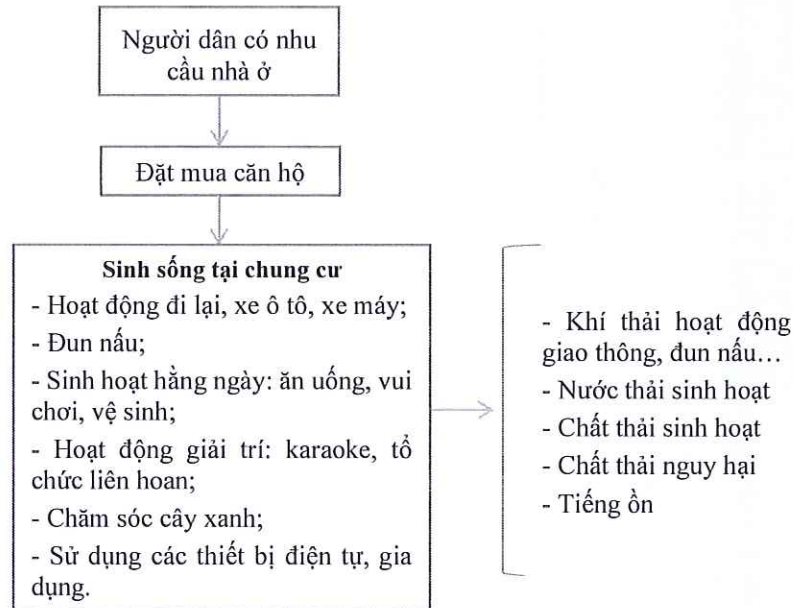 Người dân có nhu
cầu nhà ở
Đặt mua căn hộ
Sinh sống tại chung cư
- Hoạt động đi lại, xe ô tô, xe máy;
- Đun nấu;
- Sinh hoạt hằng ngày: ăn uống, vui
chơi, vệ sinh;
- Hoạt động giải trí: karaoke, tổ
chức liên hoan;
- Chăm sóc cây xanh;
- Sử dụng các thiết bị điện tự, gia
dụng.
- Khí thải hoạt động
giao thông, đun nấu…
- Nước thải sinh hoạt
- Chất thải sinh hoạt
- Chất thải nguy hại
- Tiếng ồn